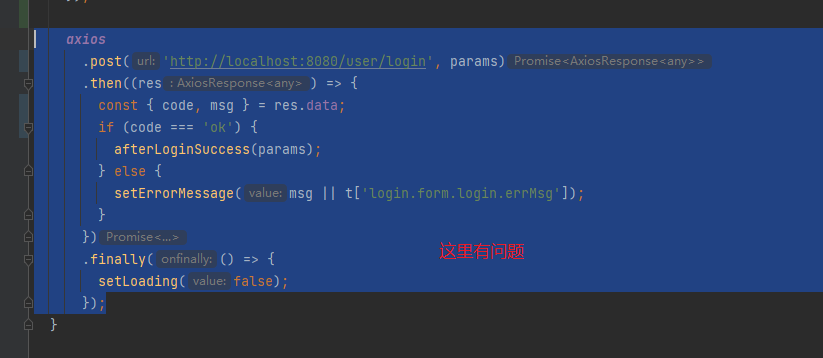 });
axios
.post( url: 'http://localhost:8080/user/login', params) Promise<AxiosResponse<any>>
.then((res : AxiosResponse<any> ) => {
const { code, msg } = res.data;
if (code === 'ok') {
afterLoginSuccess(params);
} else {
setErrorMessage( value: msg || t['login.form.login.errMsg']);
}
}) Promise<...>
.finally( onfinally: () => {
这里有问题
setLoading( value: false);
});
}